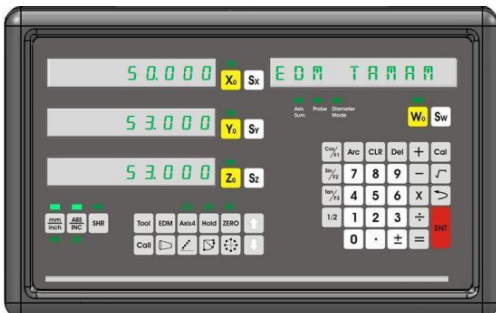 50.000 X₀ Sx EDM TAMAM
Axis Sum Probe Diameter Mode
53.000 Y₀ Sʏ W₀ Sw
53.000 Z₀ Sz
Cos/F1 Arc CLR Del + Cal
Sin/F2 7 8 9 - √
tan/F3 4 5 6 X
1/2 1 2 3 ÷ ENT
0 · ± =
mm inch ABS INC SHR Tool EDM Axis4 Hold ZERO
Call